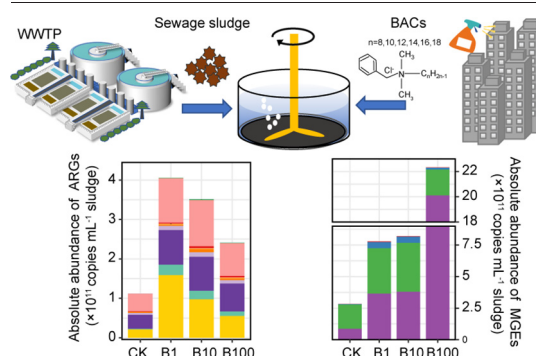 WWTP
Sewage sludge
BACs
n=8,10,12,14,16,18
CH3
Cl-
N
CnH2n-1
CH3
Absolute abundance of ARGs
(×10¹¹ copies mL⁻¹ sludge)
4
3
2
1
0
CK B1 B10 B100
22
20
18
7.5
5
2.5
0
CK B1 B10 B100
Absolute abundance of MGEs
(×10¹¹ copies mL⁻¹ sludge)